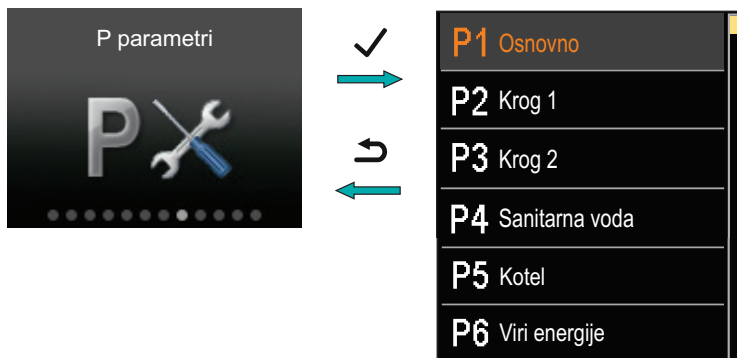 P parametri
P
P1 Osnovno
P2 Krog 1
P3 Krog 2
P4 Sanitarna voda
P5 Kotel
P6 Viri energije